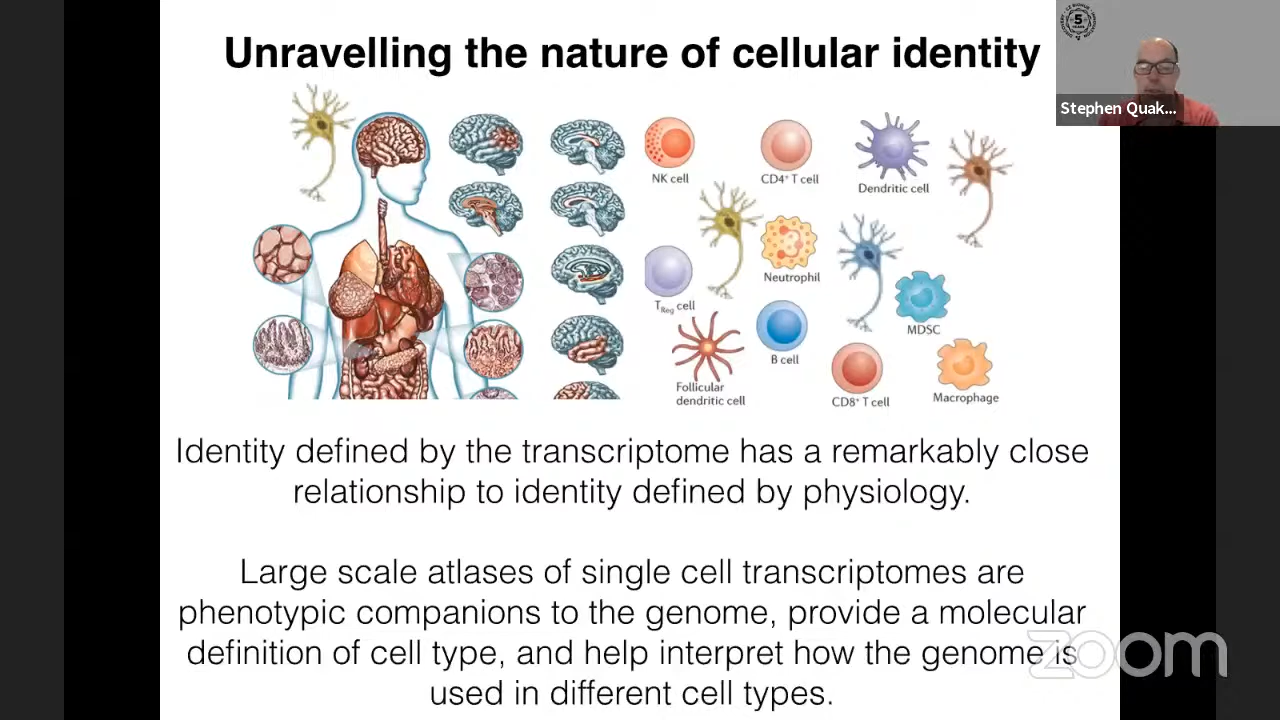 Unravelling the nature of cellular identity
5
Stephen Quak...
NK cell
CD4+ T cell
Dendritic cell
TReg cell
Neutrophil
MDSC
B cell
Follicular
dendritic cell
CD8+ T cell
Macrophage
Identity defined by the transcriptome has a remarkably close
relationship to identity defined by physiology.
Large scale atlases of single cell transcriptomes are
phenotypic companions to the genome, provide a molecular
definition of cell type, and help interpret how the genome is
used in different cell types.
zoom